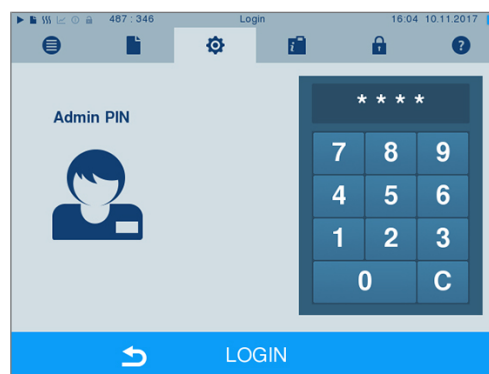 487 : 346 Login 16:04 10.11.2017
i ?
Admin PIN
* * * *
7 8 9
4 5 6
1 2 3
0 C
LOGIN